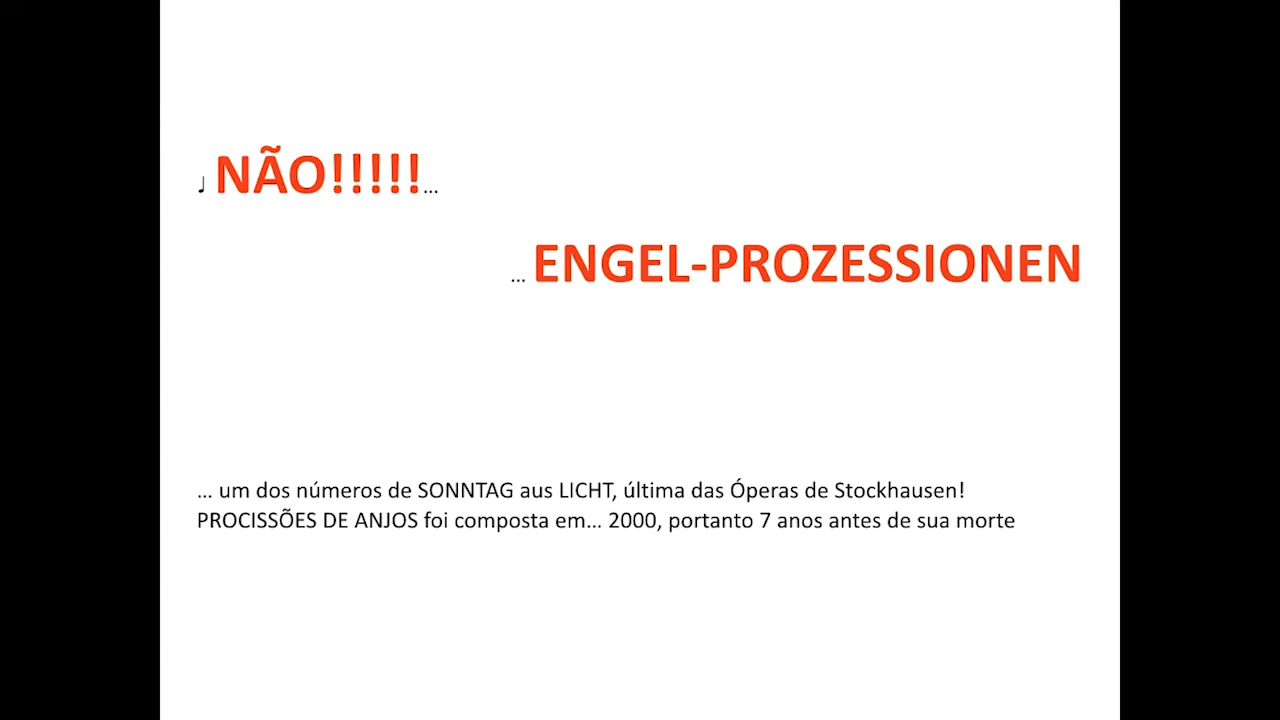 ♩ NÃO!!!!!...
... ENGEL-PROZESSIONEN
... um dos números de SONNTAG aus LICHT, última das Óperas de Stockhausen!
PROCISSÕES DE ANJOS foi composta em... 2000, portanto 7 anos antes de sua morte